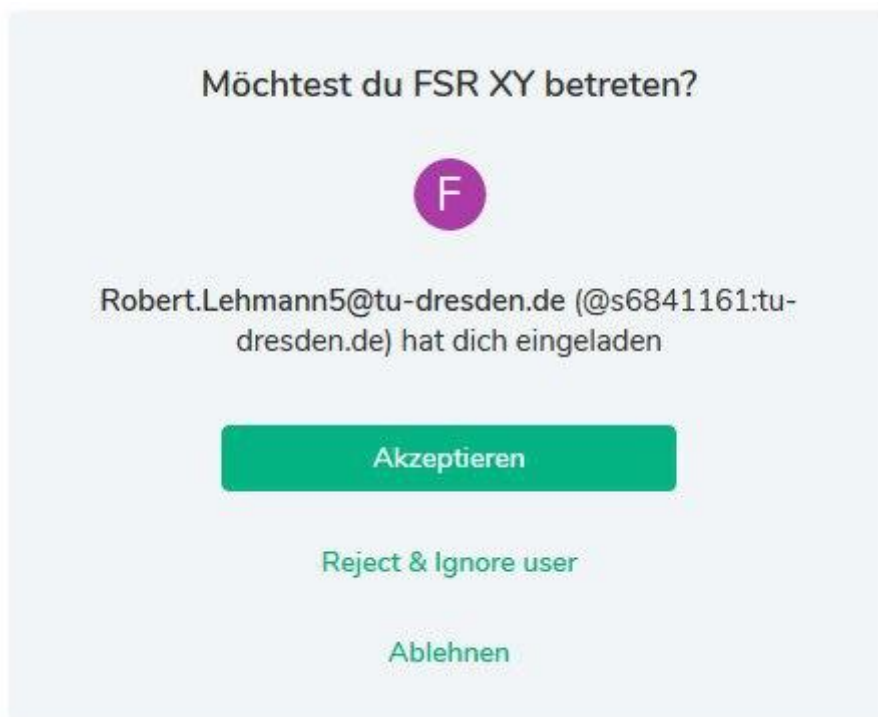 Möchtest du FSR XY betreten?
F
Robert.Lehmann5@tu-dresden.de (@s6841161:tu-
dresden.de) hat dich eingeladen
Akzeptieren
Reject & Ignore user
Ablehnen